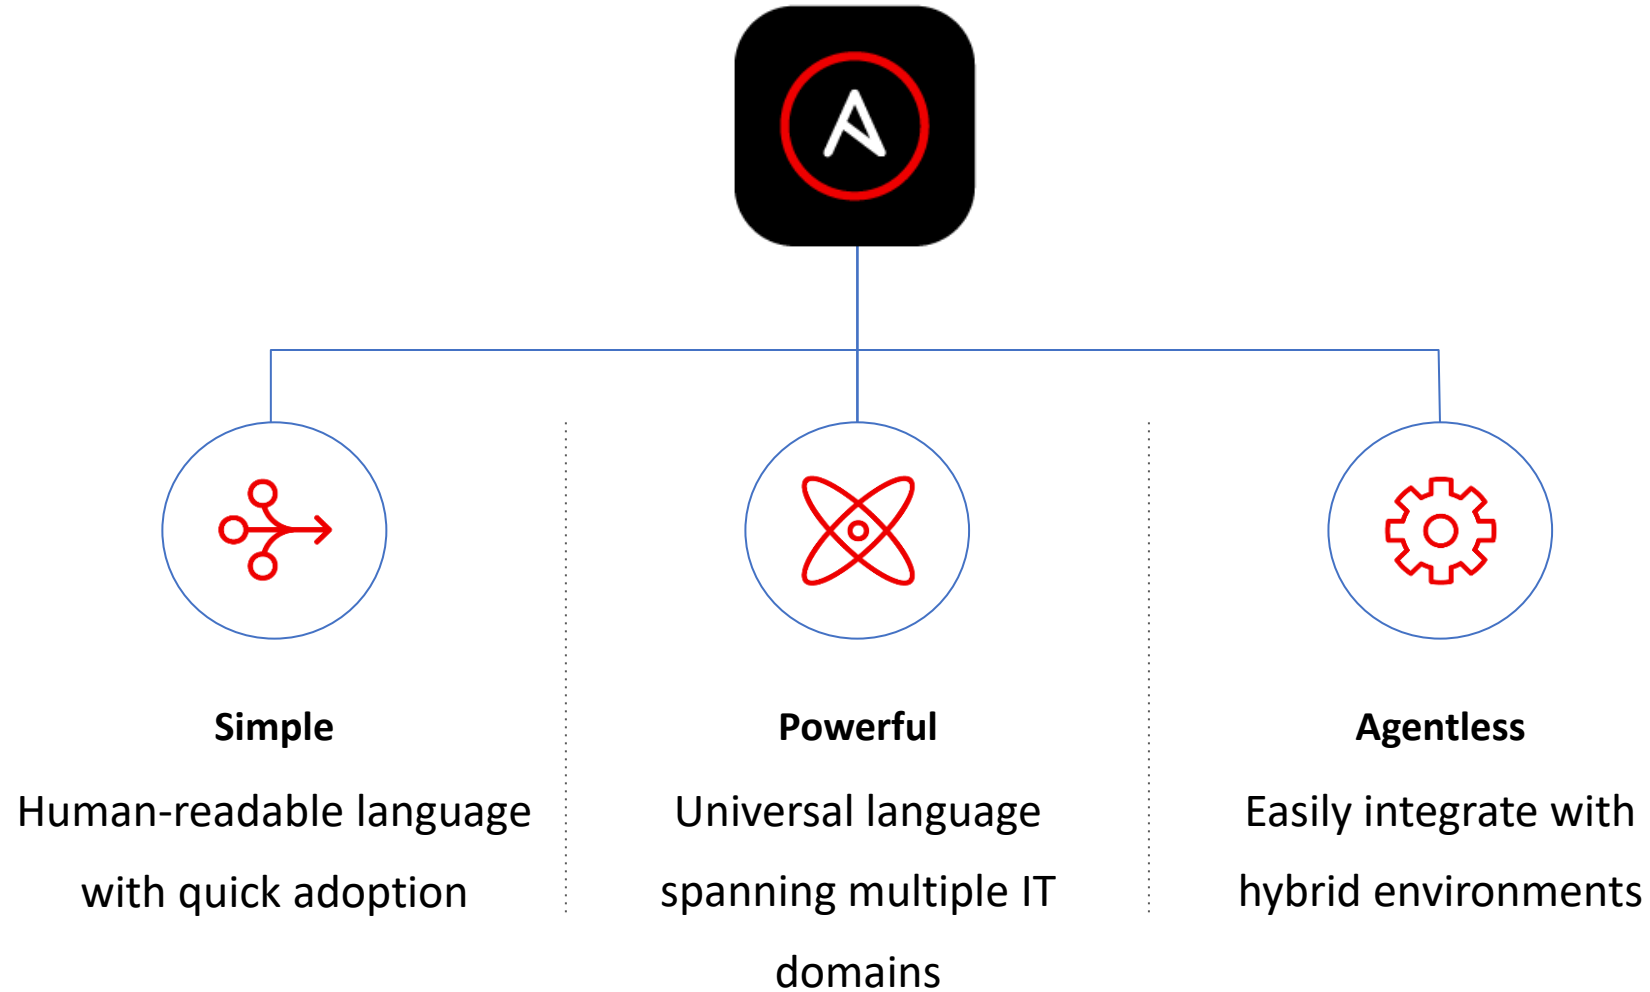 Simple
Human-readable language
with quick adoption
Powerful
Universal language
spanning multiple IT
domains
Agentless
Easily integrate with
hybrid environments